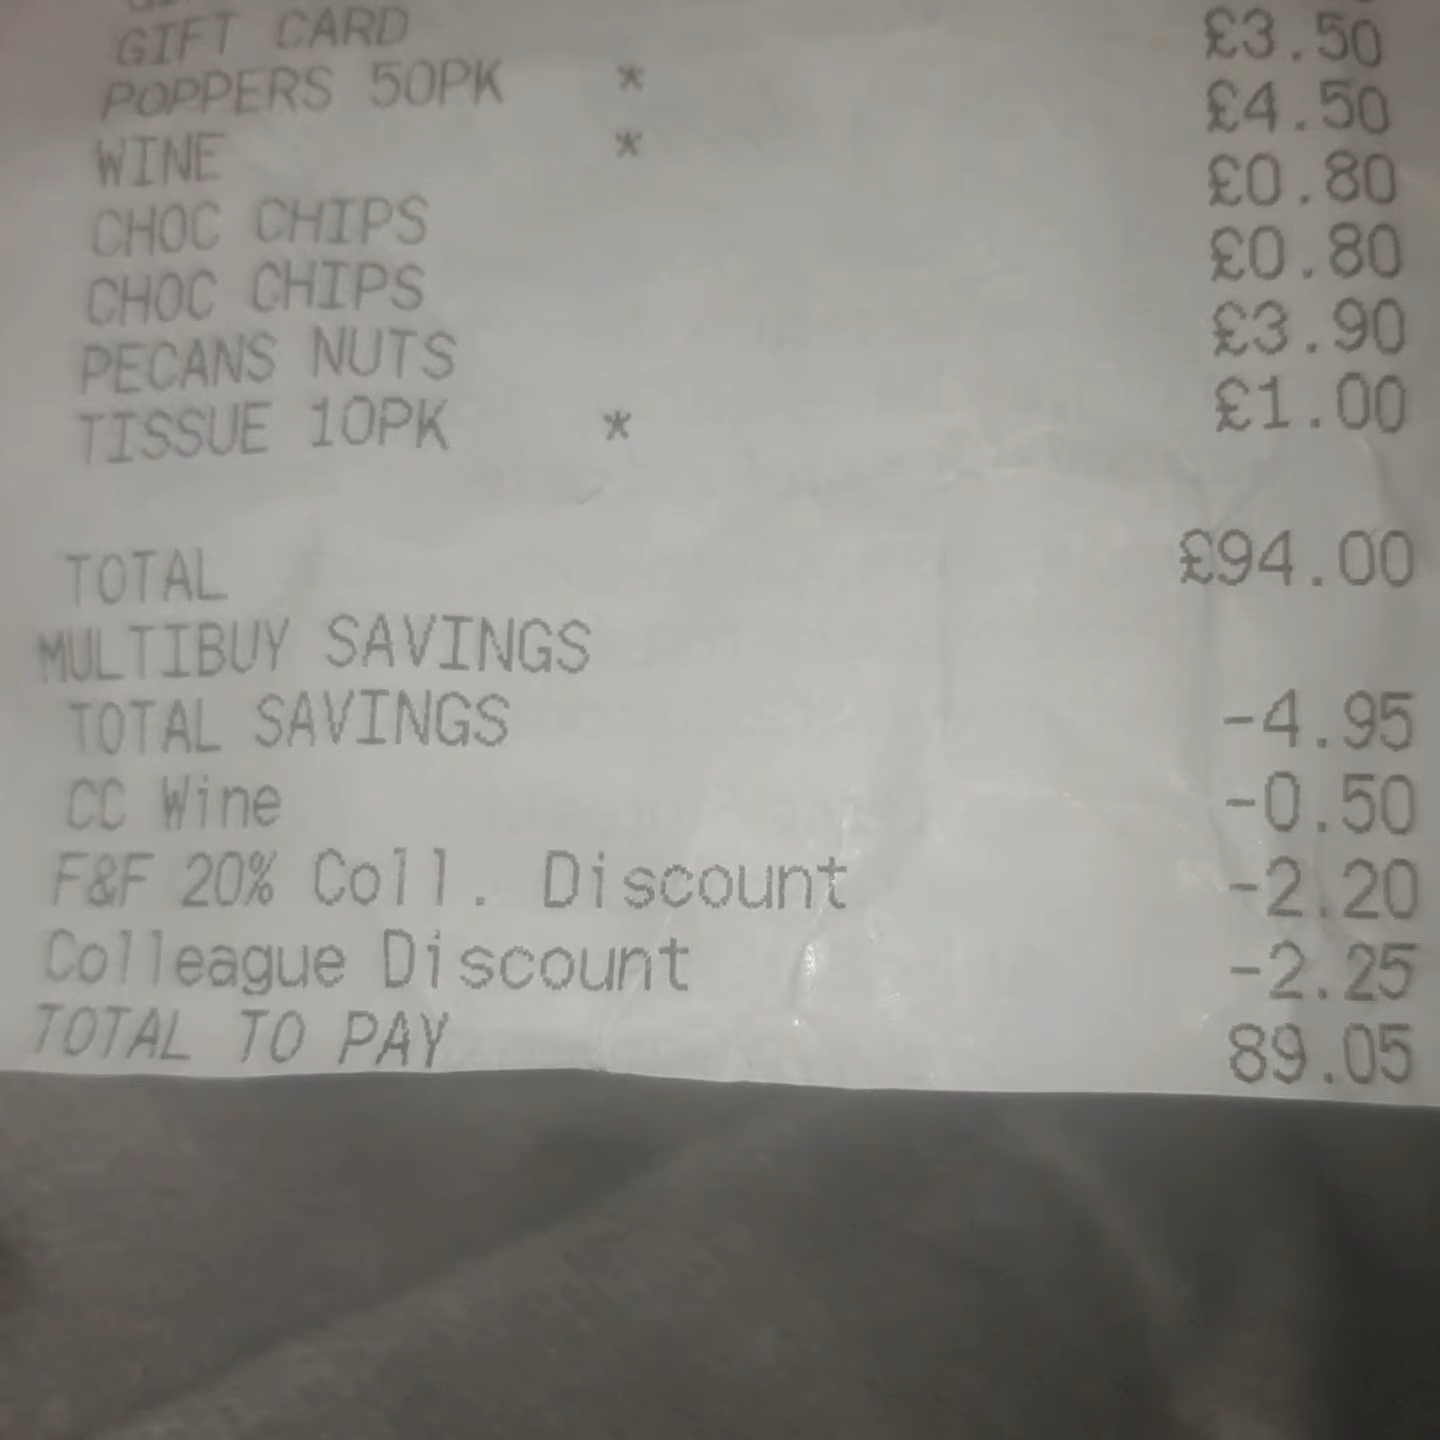 GIFT CARD
POPPERS 50PK * £3.50
WINE * £4.50
CHOC CHIPS £0.80
CHOC CHIPS £0.80
PECANS NUTS £3.90
TISSUE 10PK * £1.00
TOTAL £94.00
MULTIBUY SAVINGS
TOTAL SAVINGS -4.95
CC Wine -0.50
F&F 20% Coll. Discount -2.20
Colleague Discount -2.25
TOTAL TO PAY 89.05